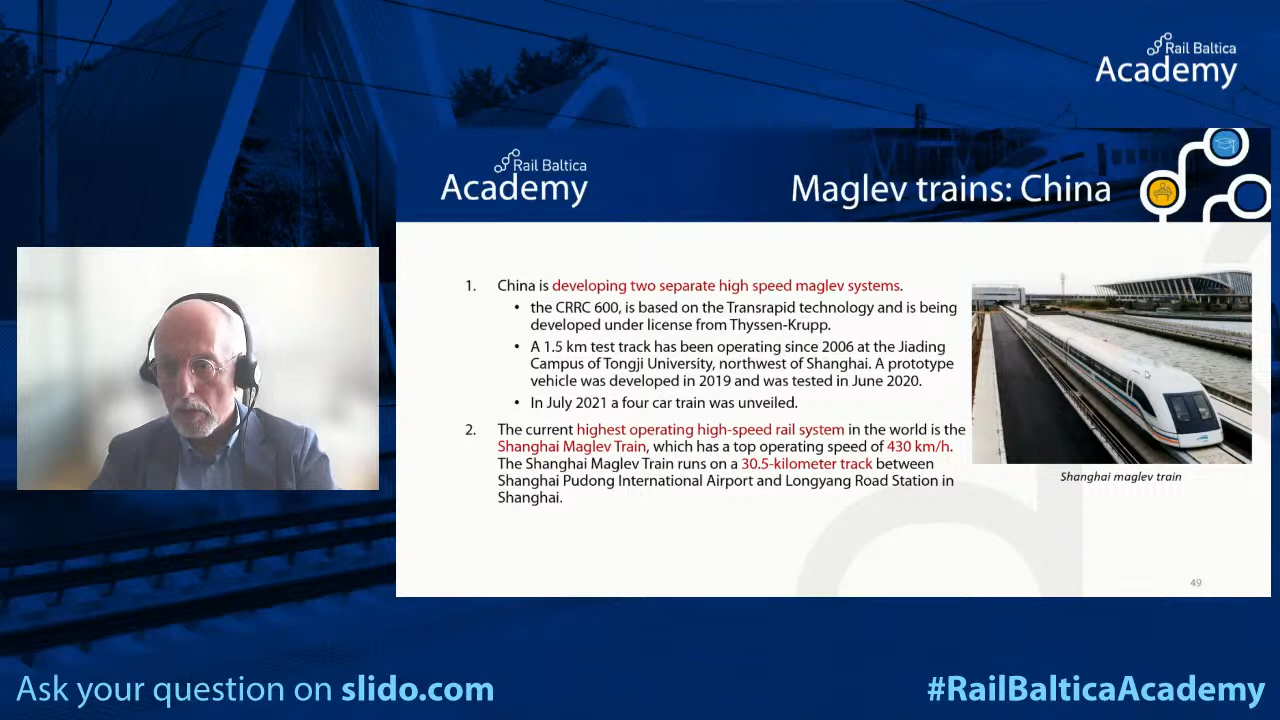 Rail Baltica
Academy
Rail Baltica
Academy
Maglev trains: China
1. China is developing two separate high speed maglev systems.
• the CRRC 600, is based on the Transrapid technology and is being
developed under license from Thyssen-Krupp.
• A 1.5 km test track has been operating since 2006 at the Jiading
Campus of Tongji University, northwest of Shanghai. A prototype
vehicle was developed in 2019 and was tested in June 2020.
• In July 2021 a four car train was unveiled.
2. The current highest operating high-speed rail system in the world is the
Shanghai Maglev Train, which has a top operating speed of 430 km/h.
The Shanghai Maglev Train runs on a 30.5-kilometer track between
Shanghai Pudong International Airport and Longyang Road Station in
Shanghai.
Shanghai maglev train
49
Ask your question on slido.com
#RailBalticaAcademy